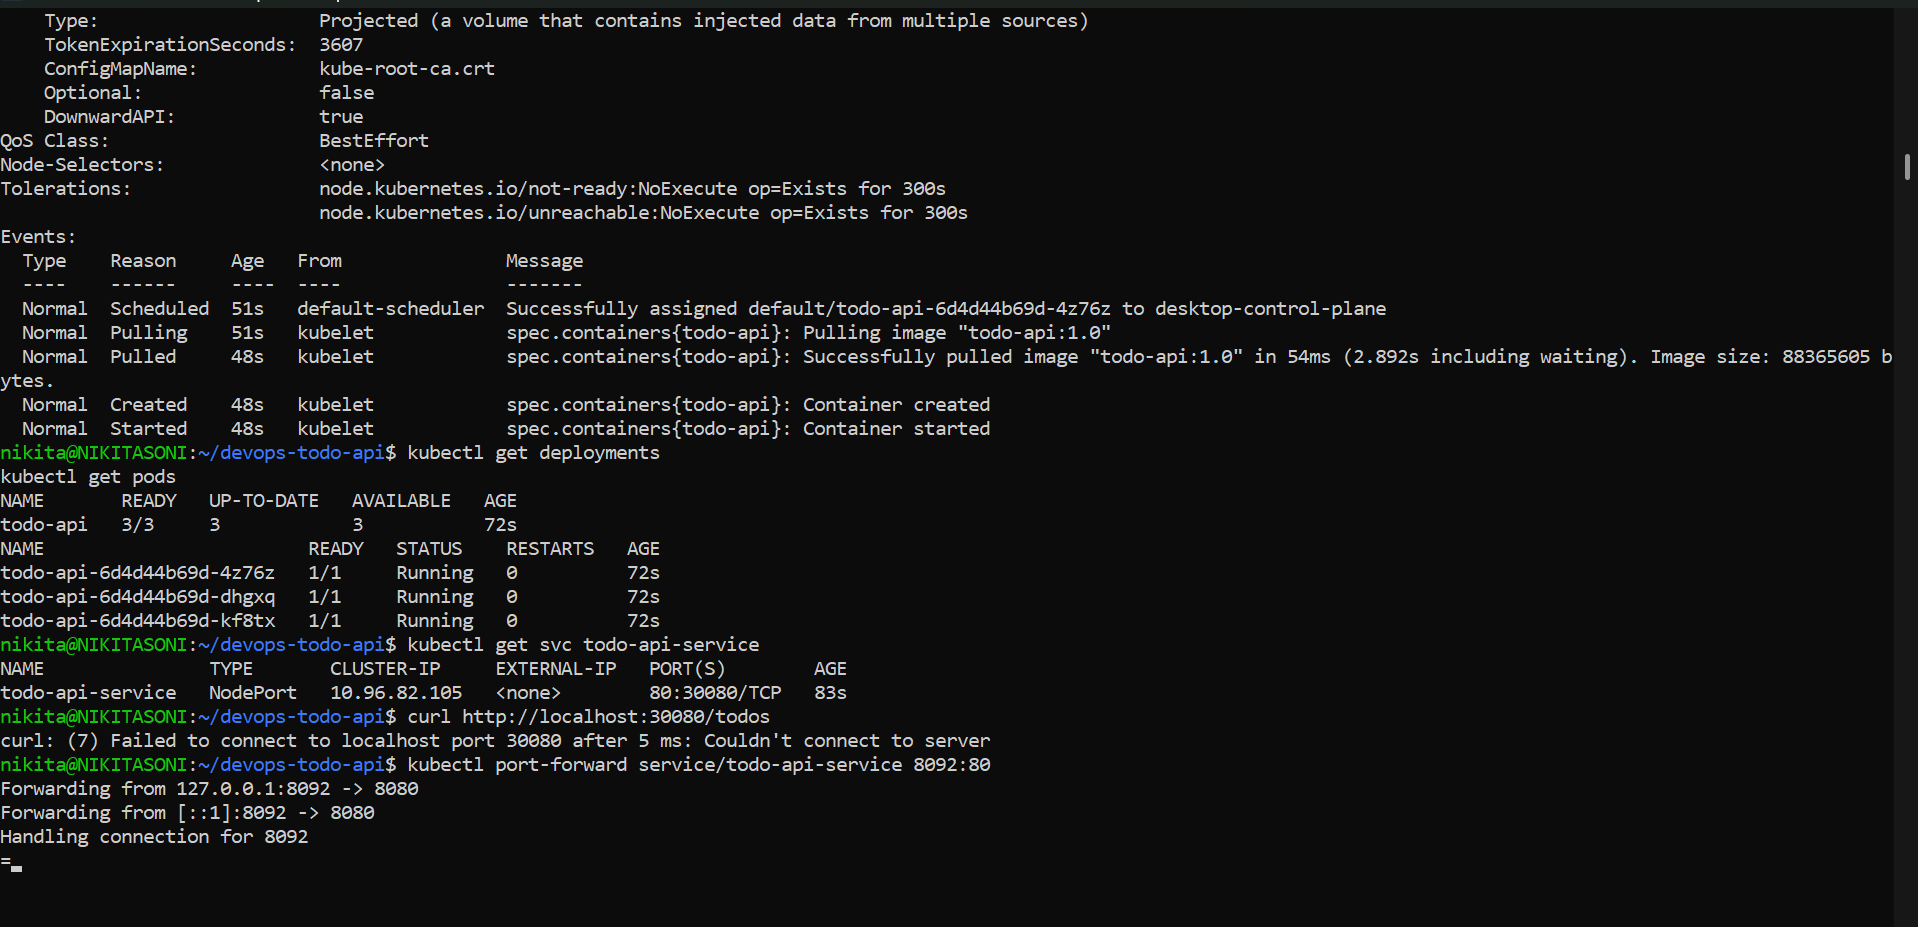 Type:                    Projected (a volume that contains injected data from multiple sources)
    TokenExpirationSeconds:  3607
    ConfigMapName:           kube-root-ca.crt
    Optional:                false
    DownwardAPI:             true
QoS Class:                   BestEffort
Node-Selectors:              <none>
Tolerations:                 node.kubernetes.io/not-ready:NoExecute op=Exists for 300s
                             node.kubernetes.io/unreachable:NoExecute op=Exists for 300s
Events:
  Type    Reason     Age   From               Message
  ----    ------     ----  ----               -------
  Normal  Scheduled  51s   default-scheduler  Successfully assigned default/todo-api-6d4d44b69d-4z76z to desktop-control-plane
  Normal  Pulling    51s   kubelet            spec.containers{todo-api}: Pulling image "todo-api:1.0"
  Normal  Pulled     48s   kubelet            spec.containers{todo-api}: Successfully pulled image "todo-api:1.0" in 54ms (2.892s including waiting). Image size: 88365605 b
ytes.
  Normal  Created    48s   kubelet            spec.containers{todo-api}: Container created
  Normal  Started    48s   kubelet            spec.containers{todo-api}: Container started
nikita@NIKITASONI:~/devops-todo-api$ kubectl get deployments
kubectl get pods
NAME       READY   UP-TO-DATE   AVAILABLE   AGE
todo-api   3/3     3            3           72s
NAME                        READY   STATUS    RESTARTS   AGE
todo-api-6d4d44b69d-4z76z   1/1     Running   0          72s
todo-api-6d4d44b69d-dhgxq   1/1     Running   0          72s
todo-api-6d4d44b69d-kf8tx   1/1     Running   0          72s
nikita@NIKITASONI:~/devops-todo-api$ kubectl get svc todo-api-service
NAME               TYPE       CLUSTER-IP     EXTERNAL-IP   PORT(S)        AGE
todo-api-service   NodePort   10.96.82.105   <none>        80:30080/TCP   83s
nikita@NIKITASONI:~/devops-todo-api$ curl http://localhost:30080/todos
curl: (7) Failed to connect to localhost port 30080 after 5 ms: Couldn't connect to server
nikita@NIKITASONI:~/devops-todo-api$ kubectl port-forward service/todo-api-service 8092:80
Forwarding from 127.0.0.1:8092 -> 8080
Forwarding from [::1]:8092 -> 8080
Handling connection for 8092
=